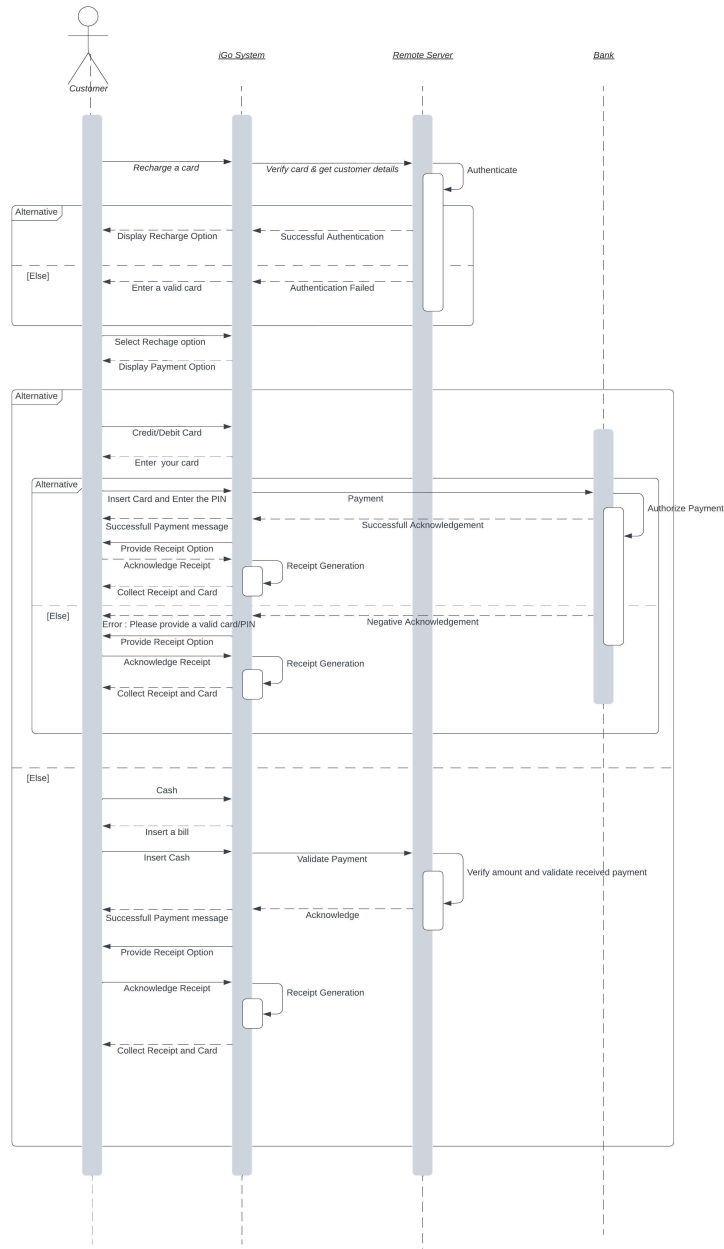 iGo System
Remote Server
Bank
Customer
Recharge a card
Verify card & get customer details
Authenticate
Alternative
Display Recharge Option
Successful Authentication
[Else]
Enter a valid card
Authentication Failed
Select Rechage option
Display Payment Option
Alternative
Credit/Debit Card
Enter your card
Alternative
Insert Card and Enter the PIN
Payment
Authorize Payment
Successfull Payment message
Successfull Acknowledgement
Provide Receipt Option
Acknowledge Receipt
Receipt Generation
Collect Receipt and Card
[Else]
Error : Please provide a valid card/PIN
Negative Acknowledgement
Provide Receipt Option
Acknowledge Receipt
Receipt Generation
Collect Receipt and Card
[Else]
Cash
Insert a bill
Insert Cash
Validate Payment
Verify amount and validate received payment
Successfull Payment message
Acknowledge
Provide Receipt Option
Acknowledge Receipt
Receipt Generation
Collect Receipt and Card